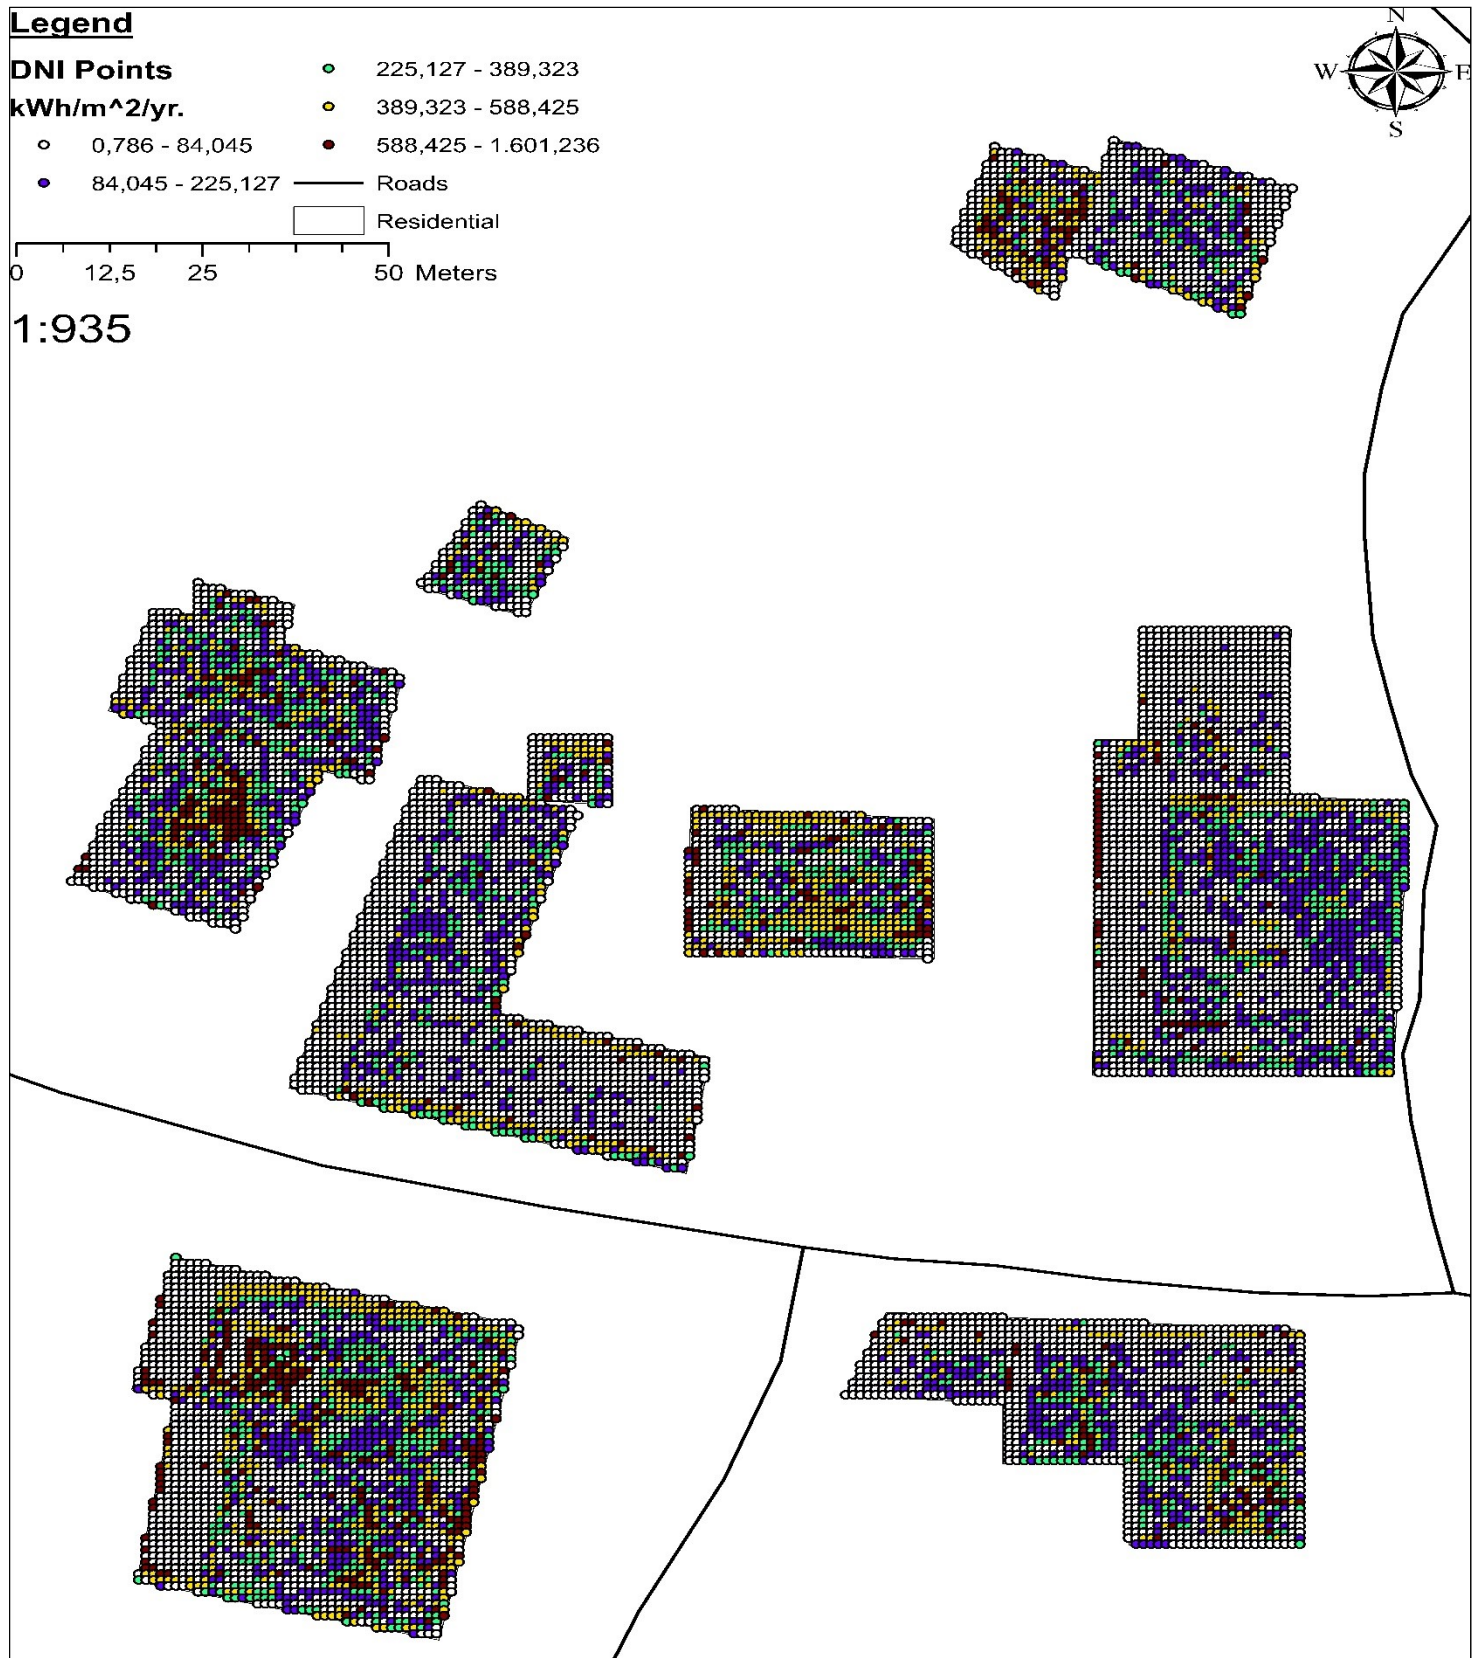 Legend
DNI Points
kWh/m^2/yr.
0,786 - 84,045
84,045 - 225,127
225,127 - 389,323
389,323 - 588,425
588,425 - 1.601,236
Roads
Residential
0 12,5 25 50 Meters
1:935
N
W E
S